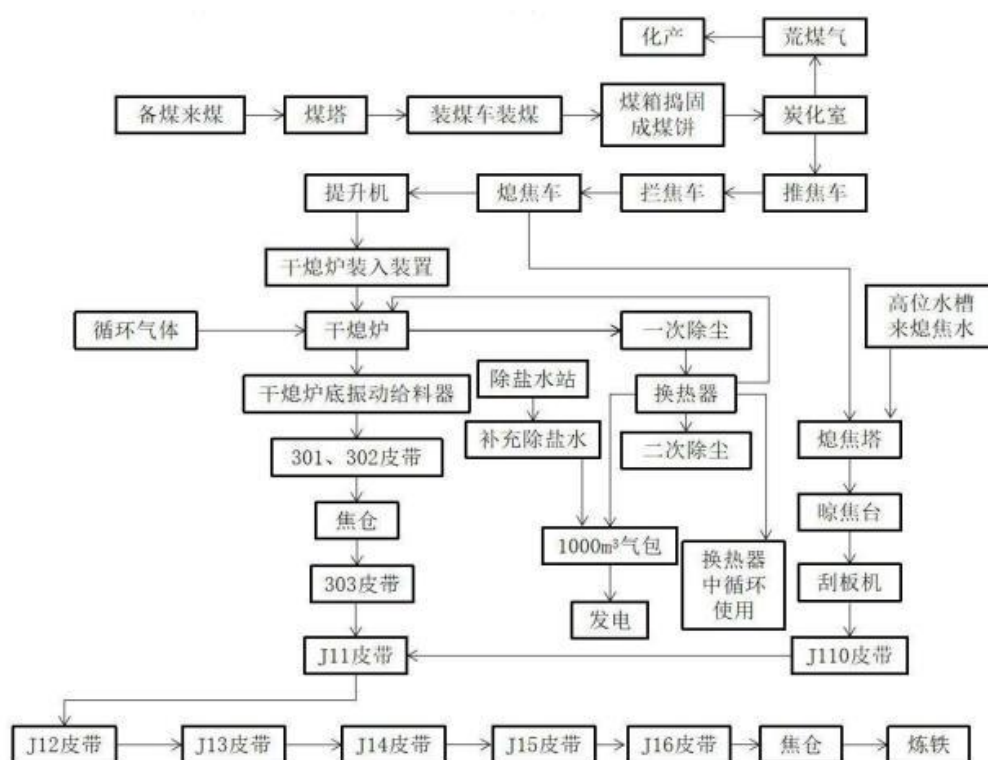 化产
荒煤气
备煤来煤
煤塔
装煤车装煤
煤箱捣固
成煤饼
炭化室
提升机
熄焦车
拦焦车
推焦车
干熄炉装入装置
高位水槽
来熄焦水
循环气体
干熄炉
一次除尘
除盐水站
换热器
干熄炉底振动给料器
补充除盐水
二次除尘
熄焦塔
301、302皮带
晾焦台
焦仓
1000m³气包
换热器
中循环
使用
303皮带
刮板机
发电
J11皮带
J110皮带
J12皮带
J13皮带
J14皮带
J15皮带
J16皮带
焦仓
炼铁